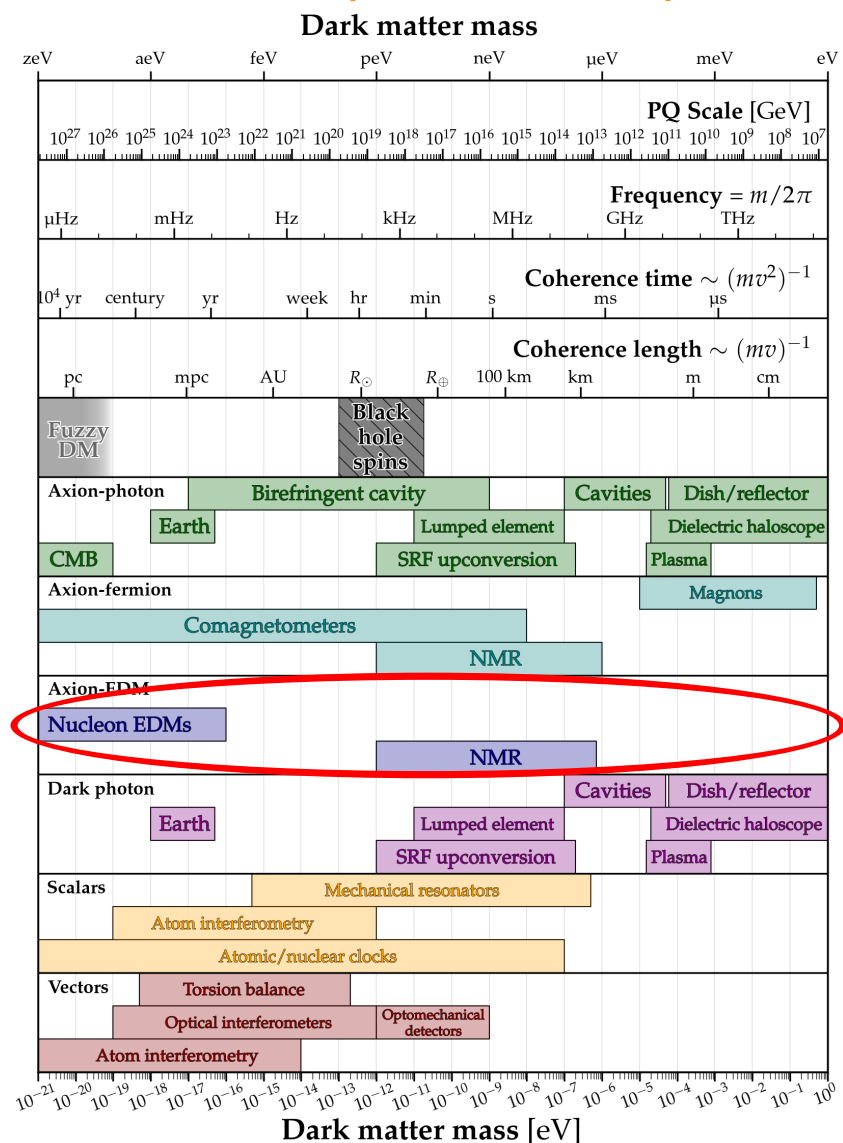 Dark matter mass
zeV aeV feV peV neV µeV meV eV
PQ Scale [GeV]
10^27 10^26 10^25 10^24 10^23 10^22 10^21 10^20 10^19 10^18 10^17 10^16 10^15 10^14 10^13 10^12 10^11 10^10 10^9 10^8 10^7
Frequency = m/2π
µHz mHz Hz kHz MHz GHz THz
Coherence time ∼ (mv²)⁻¹
10^4 yr century yr week hr min s ms µs
Coherence length ∼ (mv)⁻¹
pc mpc AU R☉ R⊕ 100 km km m cm
Fuzzy
DM
Black
hole
spins
Axion-photon
Birefringent cavity
Cavities
Dish/reflector
Earth
Lumped element
Dielectric haloscope
CMB
SRF upconversion
Plasma
Axion-fermion
Magnons
Comagnetometers
NMR
Axion-EDM
Nucleon EDMs
NMR
Dark photon
Cavities
Dish/reflector
Earth
Lumped element
Dielectric haloscope
SRF upconversion
Plasma
Scalars
Mechanical resonators
Atom interferometry
Atomic/nuclear clocks
Vectors
Torsion balance
Optical interferometers
Optomechanical
detectors
Atom interferometry
10^−21 10^−20 10^−19 10^−18 10^−17 10^−16 10^−15 10^−14 10^−13 10^−12 10^−11 10^−10 10^−9 10^−8 10^−7 10^−6 10^−5 10^−4 10^−3 10^−2 10^−1 10^0
Dark matter mass [eV]